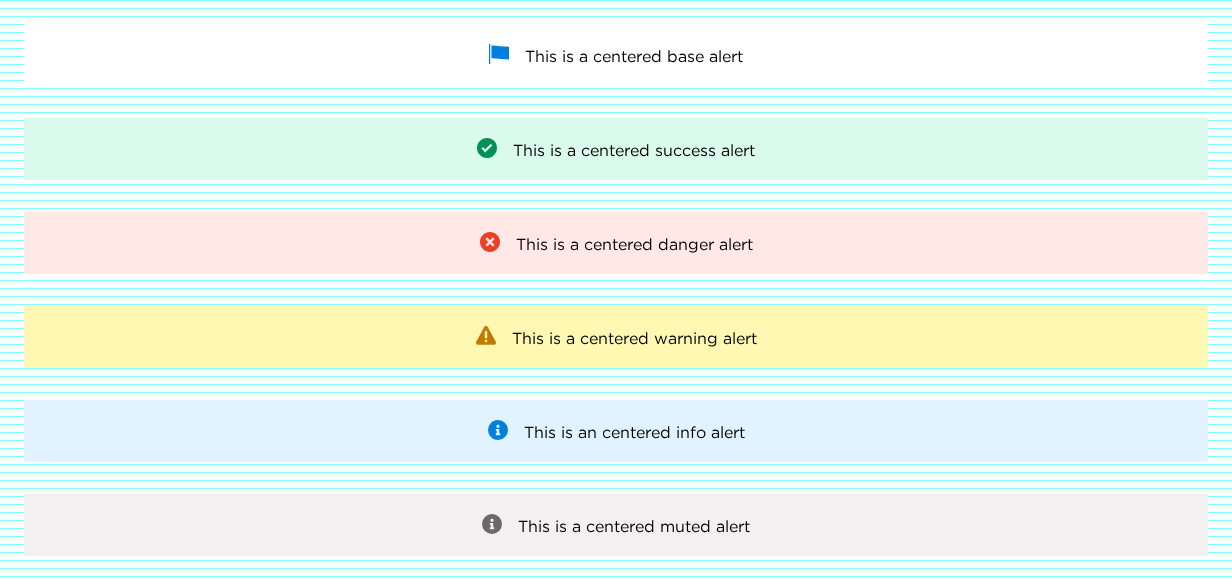 This is a centered base alert
This is a centered success alert
This is a centered danger alert
This is a centered warning alert
This is an centered info alert
This is a centered muted alert